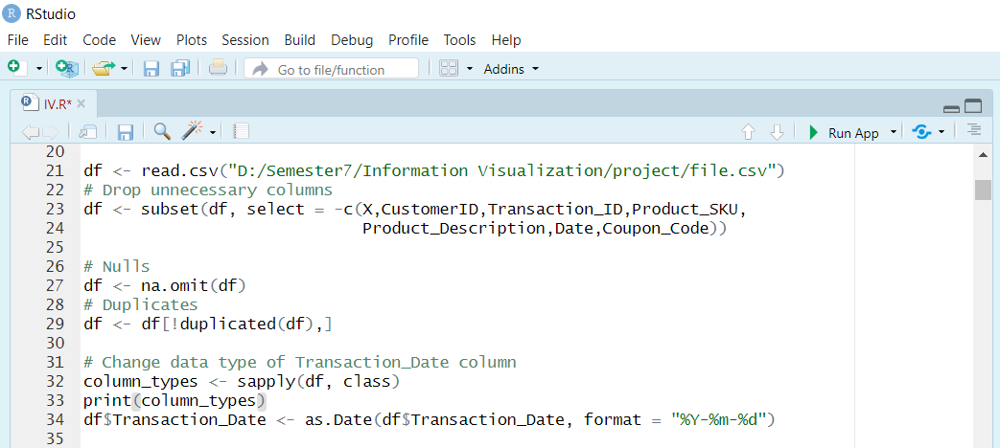 RStudio
File Edit Code View Plots Session Build Debug Profile Tools Help
Go to file/function Addins
IV.R*
Run App
20
21 df <- read.csv("D:/Semester7/Information Visualization/project/file.csv")
22 # Drop unnecessary columns
23 df <- subset(df, select = -c(X,CustomerID,Transaction_ID,Product_SKU,
24                              Product_Description,Date,Coupon_Code))
25
26 # Nulls
27 df <- na.omit(df)
28 # Duplicates
29 df <- df[!duplicated(df),]
30
31 # Change data type of Transaction_Date column
32 column_types <- sapply(df, class)
33 print(column_types)
34 df$Transaction_Date <- as.Date(df$Transaction_Date, format = "%Y-%m-%d")
35